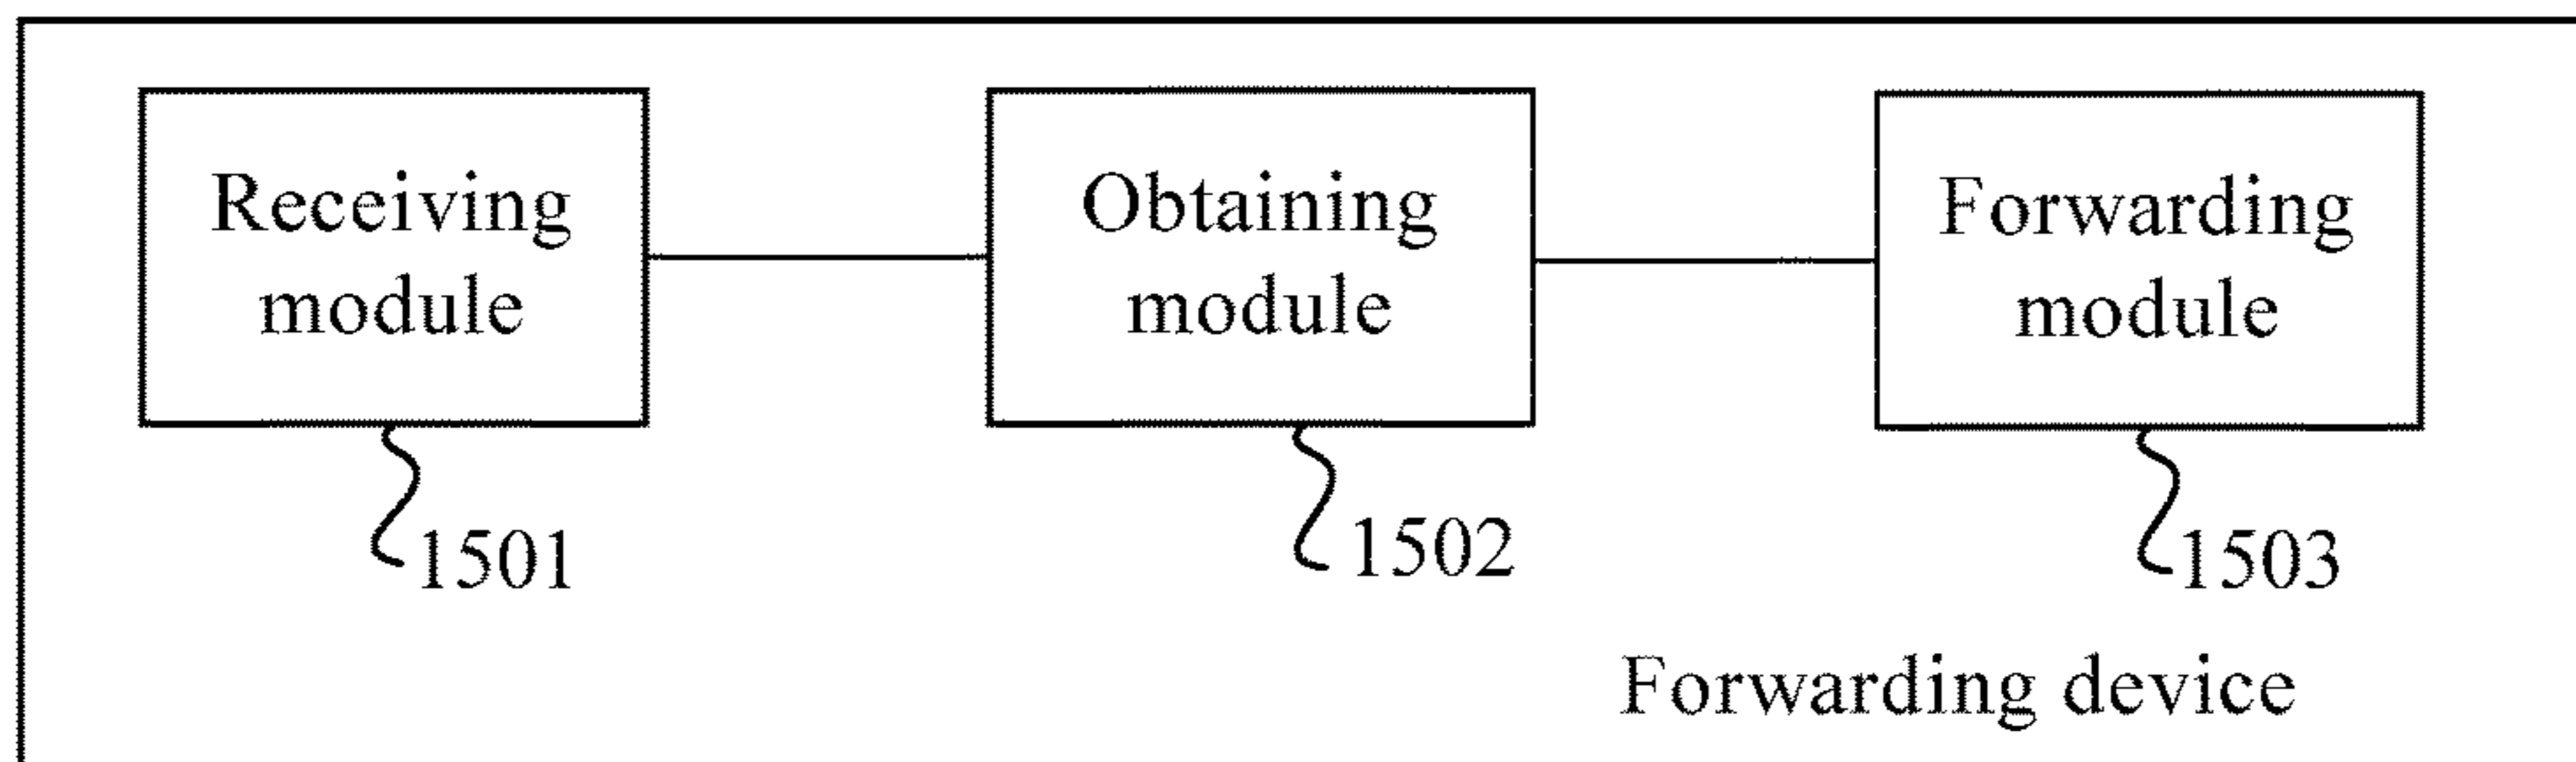 Receiving
module
Obtaining
module
Forwarding
module
1501
1502
1503
Forwarding device